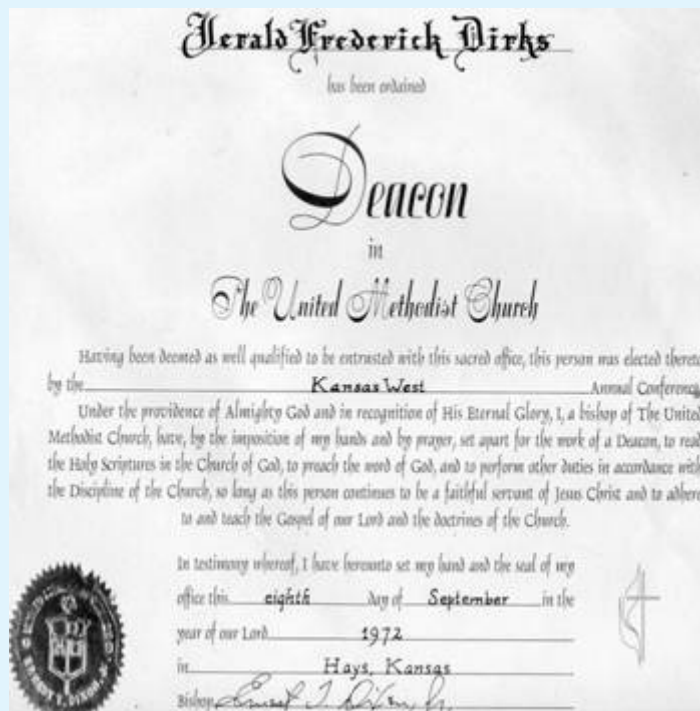 Jerald Frederick Dirks
has been ordained
Deacon
in
The United Methodist Church
Having been deemed as well qualified to be entrusted with this sacred office, this person was elected thereto
by the Kansas West Annual Conference.
Under the providence of Almighty God and in recognition of His Eternal Glory, I, a bishop of The United
Methodist Church, have, by the imposition of my hands and by prayer, set apart for the work of a Deacon, to read
the Holy Scriptures in the Church of God, to preach the word of God, and to perform other duties in accordance with
the Discipline of the Church, so long as this person continues to be a faithful servant of Jesus Christ and to adhere
to and teach the Gospel of our Lord and the doctrines of the Church.
In testimony whereof, I have hereunto set my hand and the seal of my
office this eighth day of September in the
year of our Lord 1972
in Hays, Kansas
Bishop Ernest T. Dixon, Jr.